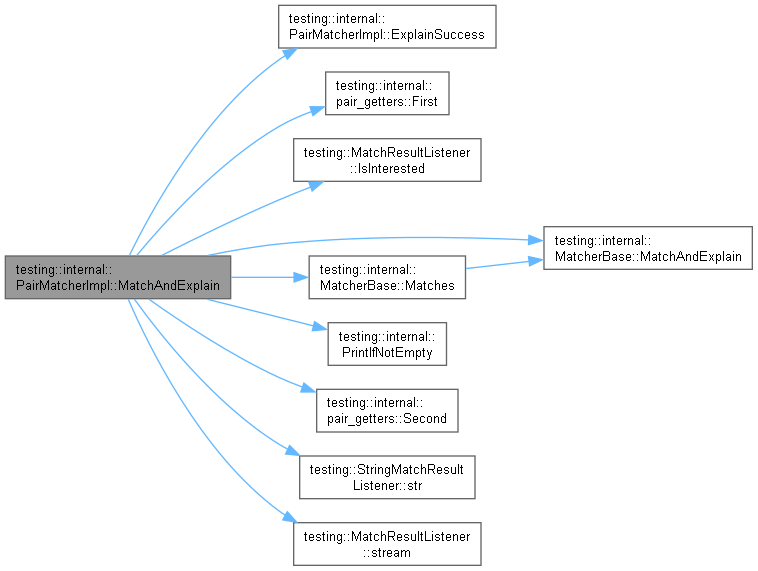 testing::internal::
PairMatcherImpl::ExplainSuccess
testing::internal::
pair_getters::First
testing::MatchResultListener
::IsInterested
testing::internal::
MatcherBase::MatchAndExplain
testing::internal::
PairMatcherImpl::MatchAndExplain
testing::internal::
MatcherBase::Matches
testing::internal::
PrintIfNotEmpty
testing::internal::
pair_getters::Second
testing::StringMatchResult
Listener::str
testing::MatchResultListener
::stream